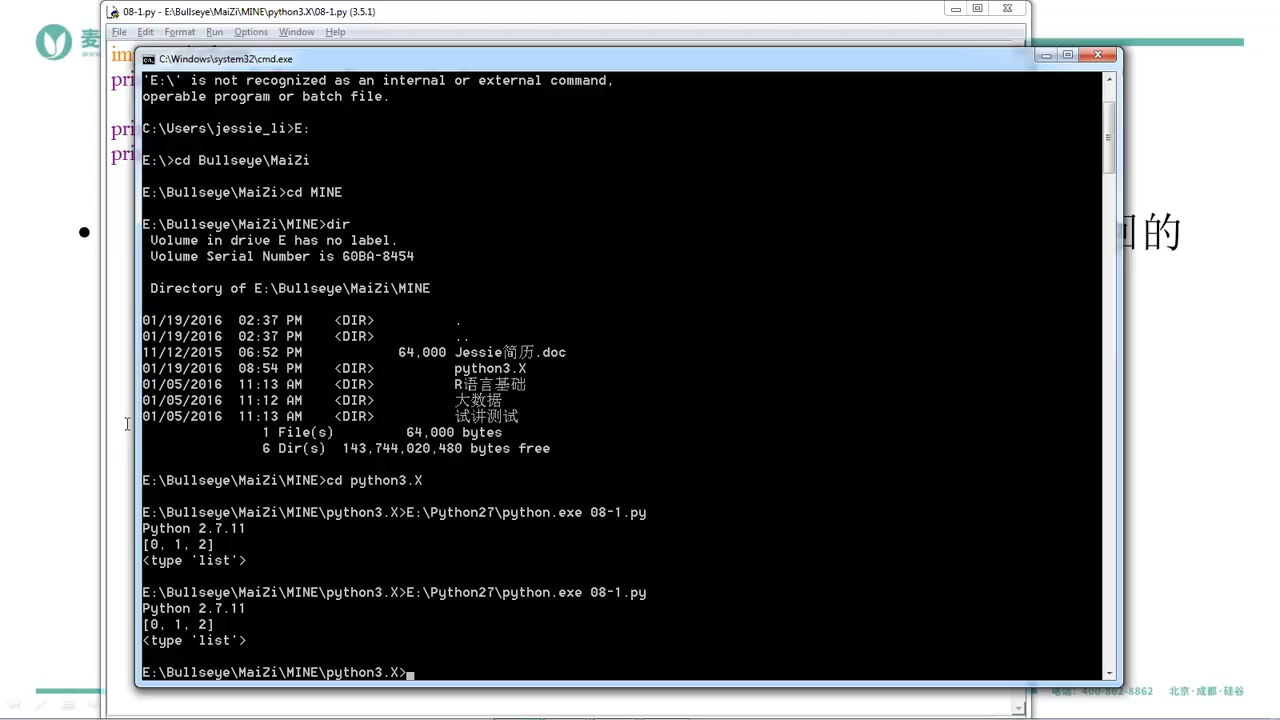 08-1.py - E:\Bullseye\MaiZi\MINE\python3.X\08-1.py (3.5.1)
File Edit Format Run Options Window Help
麦
www
im
pri
pri
pri
C:\Windows\system32\cmd.exe
'E:\' is not recognized as an internal or external command,
operable program or batch file.
C:\Users\jessie_li>E:
E:\>cd Bullseye\MaiZi
E:\Bullseye\MaiZi>cd MINE
E:\Bullseye\MaiZi\MINE>dir
Volume in drive E has no label.
Volume Serial Number is 60BA-8454
Directory of E:\Bullseye\MaiZi\MINE
01/19/2016 02:37 PM <DIR> .
01/19/2016 02:37 PM <DIR> ..
11/12/2015 06:52 PM 64,000 Jessie简历.doc
01/19/2016 08:54 PM <DIR> python3.X
01/05/2016 11:13 AM <DIR> R语言基础
01/05/2016 11:12 AM <DIR> 大数据
01/05/2016 11:13 AM <DIR> 试讲测试
1 File(s) 64,000 bytes
6 Dir(s) 143,744,020,480 bytes free
E:\Bullseye\MaiZi\MINE>cd python3.X
E:\Bullseye\MaiZi\MINE\python3.X>E:\Python27\python.exe 08-1.py
Python 2.7.11
[0, 1, 2]
<type 'list'>
E:\Bullseye\MaiZi\MINE\python3.X>E:\Python27\python.exe 08-1.py
Python 2.7.11
[0, 1, 2]
<type 'list'>
E:\Bullseye\MaiZi\MINE\python3.X>
的
电话：400-862-8862 北京·成都·硅谷